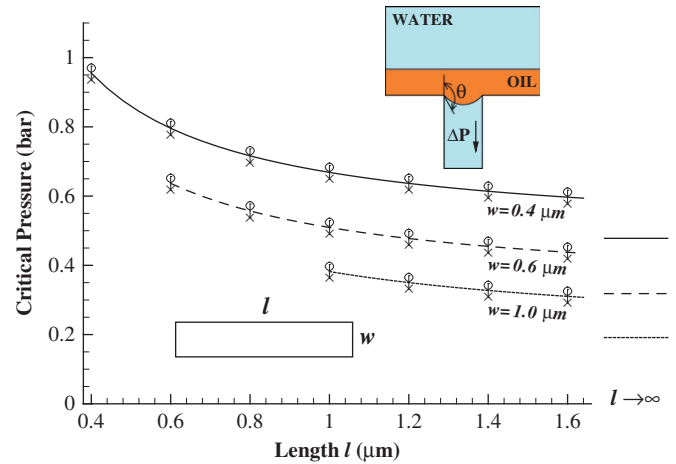 WATER
OIL
θ
ΔP
Critical Pressure (bar)
1
0.8
0.6
0.4
0.2
0
w=0.4 μm
w=0.6 μm
w=1.0 μm
l
w
l→∞
0.4 0.6 0.8 1 1.2 1.4 1.6
Length l (μm)